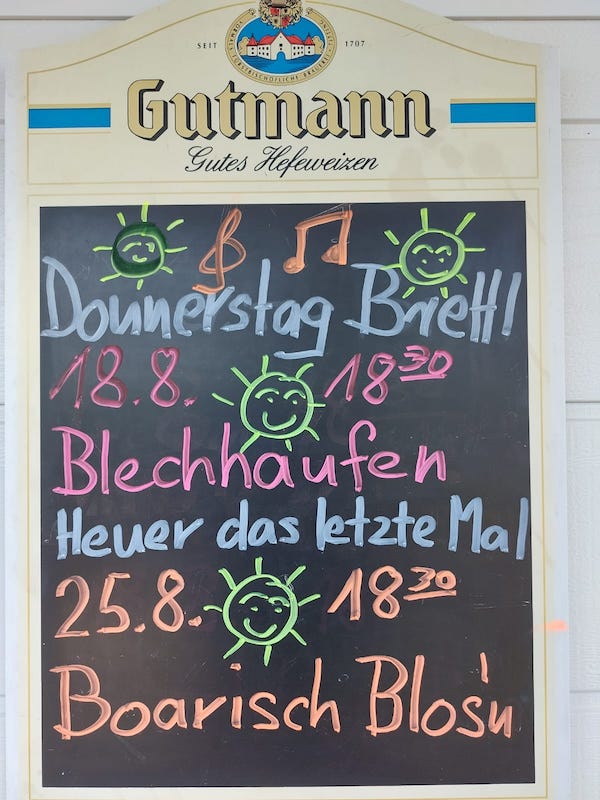 SEIT 1707
Gutmann
Gutes Hefeweizen
Donnerstag Brettl
18.8. 18³⁰
Blechhaufen
Heuer das letzte Mal
25.8. 18³⁰
Boarisch Blos'n